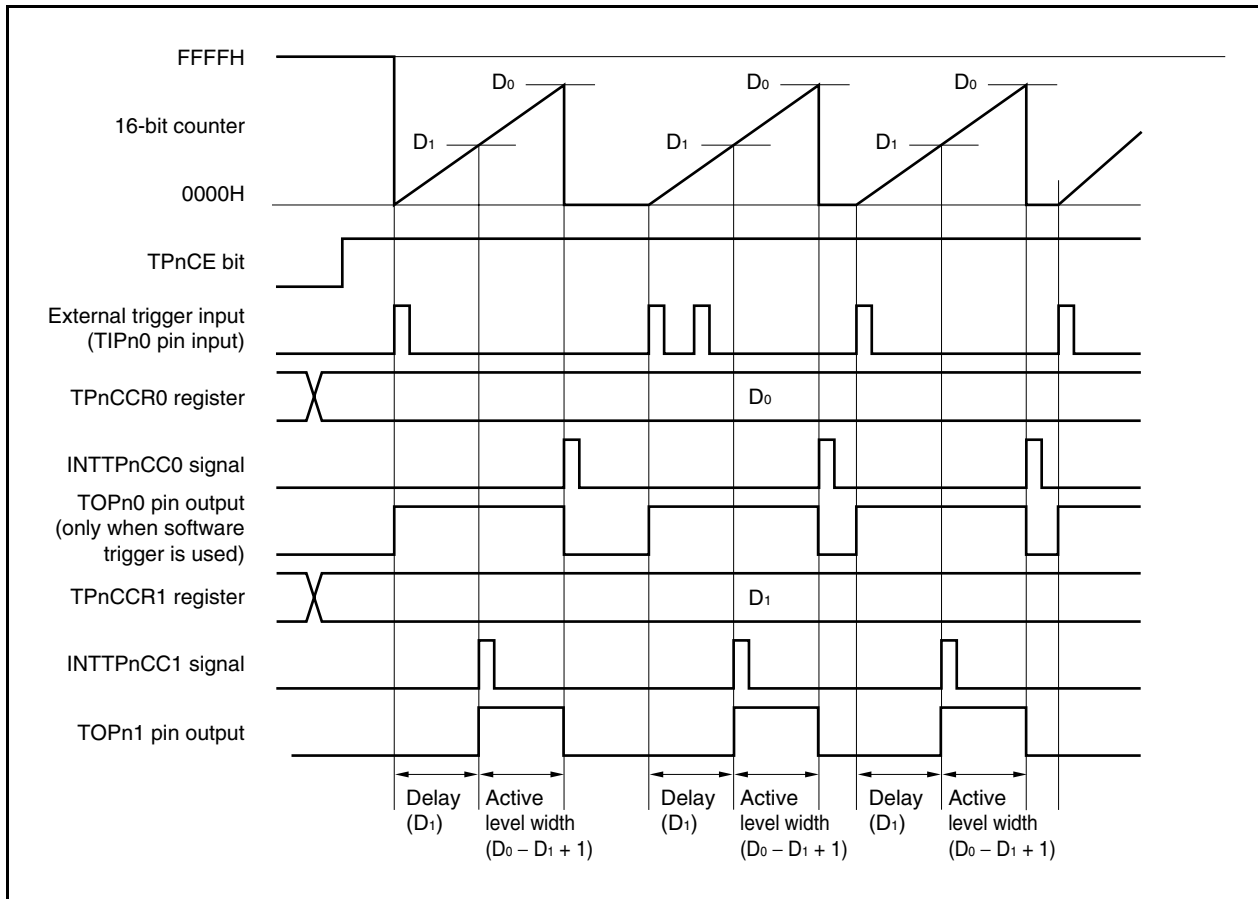 FFFFH
D0
D0
D0
16-bit counter
D1
D1
D1
0000H
TPnCE bit
External trigger input
(TIPn0 pin input)
TPnCCR0 register
D0
INTTPnCC0 signal
TOPn0 pin output
(only when software
trigger is used)
TPnCCR1 register
D1
INTTPnCC1 signal
TOPn1 pin output
Delay
(D1)
Active
level width
(D0 – D1 + 1)
Delay
(D1)
Active
level width
(D0 – D1 + 1)
Delay
(D1)
Active
level width
(D0 – D1 + 1)